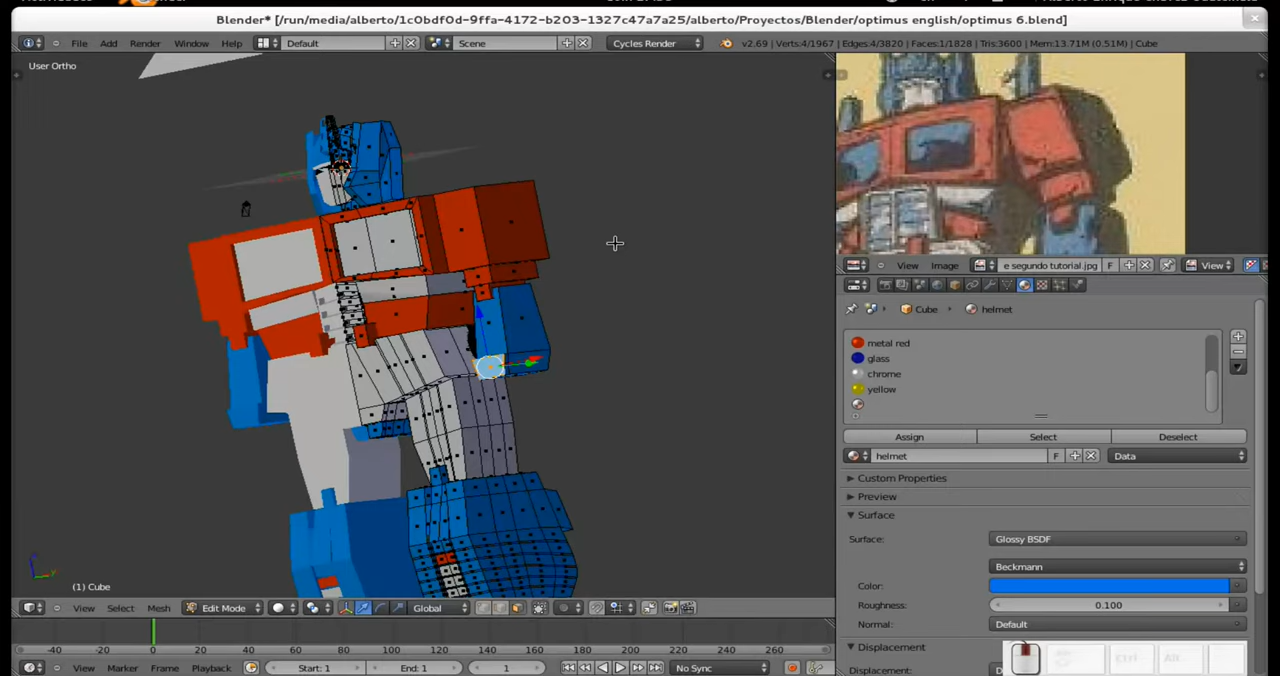 Blender* [/run/media/alberto/1c0bdf0d-9ffa-4172-b203-1327c47a7a25/alberto/Proyectos/Blender/optimus english/optimus 6.blend]
File Add Render Window Help Default Scene Cycles Render v2.69 | Verts:4/1967 | Edges:4/3820 | Faces:1/1828 | Tris:3600 | Mem:13.71M (0.51M) | Cube
User Ortho
View Image e segundo tutorial.jpg F View
Cube helmet
metal red
glass
chrome
yellow
Assign Select Deselect
helmet F Data
Custom Properties
Preview
Surface
Surface: Glossy BSDF
Beckmann
Color:
Roughness: 0.100
Normal: Default
Displacement
Displacement:
(1) Cube
View Select Mesh Edit Mode Global
-40 -20 0 20 40 60 80 100 120 140 160 180 200 220 240 260
View Marker Frame Playback Start: 1 End: 1 1 No Sync
Ctrl Alt